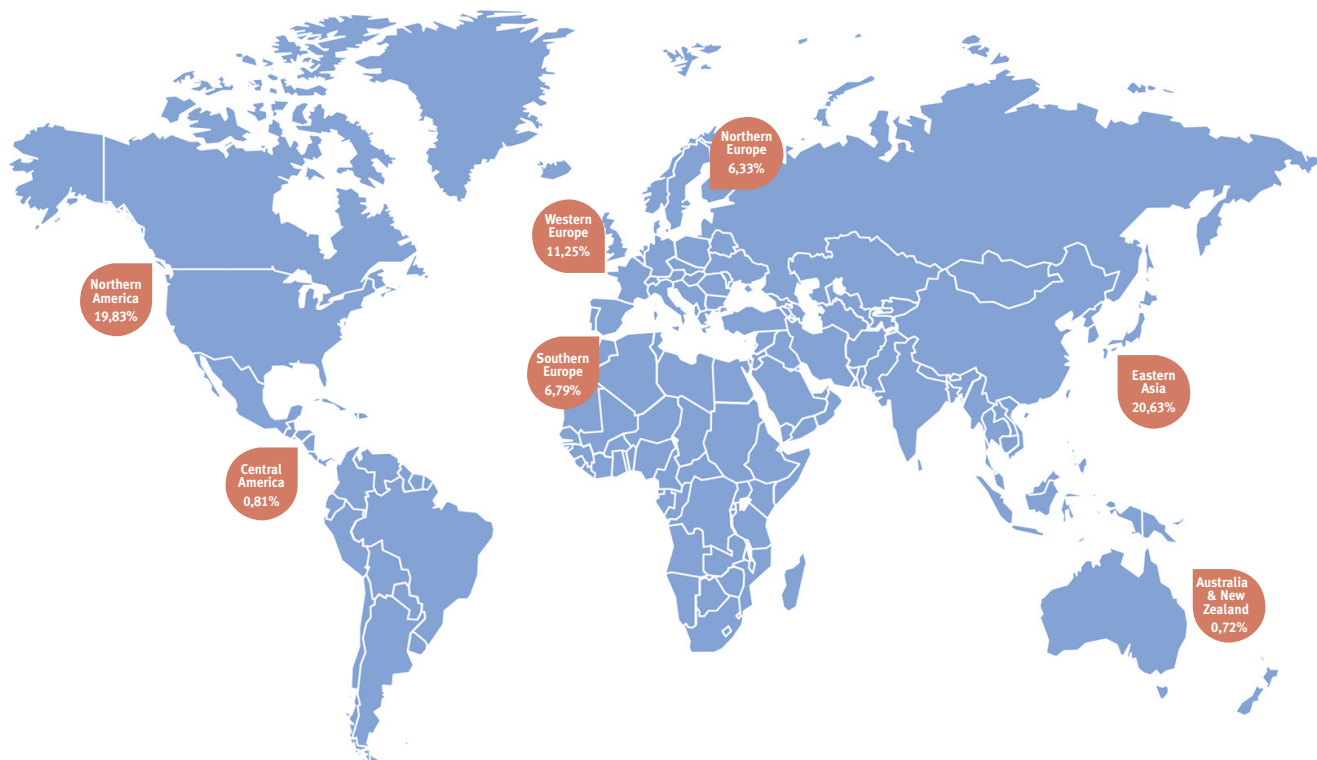 Northern
Europe
6,33%
Western
Europe
11,25%
Northern
America
19,83%
Southern
Europe
6,79%
Eastern
Asia
20,63%
Central
America
0,81%
Australia
& New
Zealand
0,72%